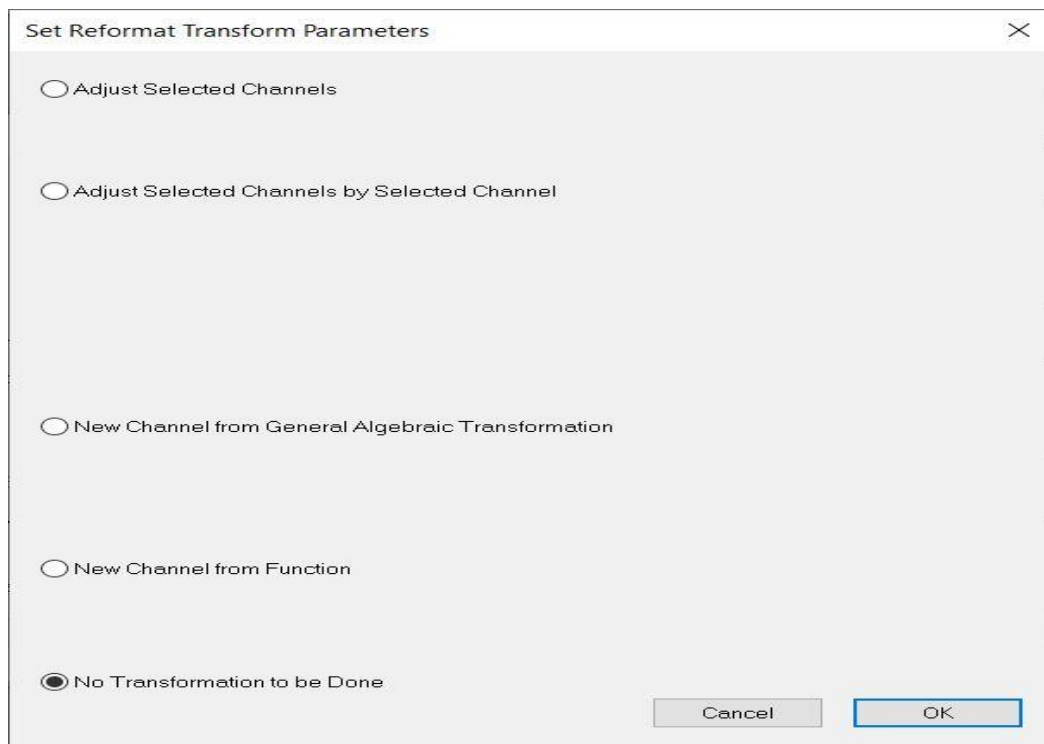 Set Reformat Transform Parameters
Adjust Selected Channels
Adjust Selected Channels by Selected Channel
New Channel from General Algebraic Transformation
New Channel from Function
No Transformation to be Done
Cancel OK